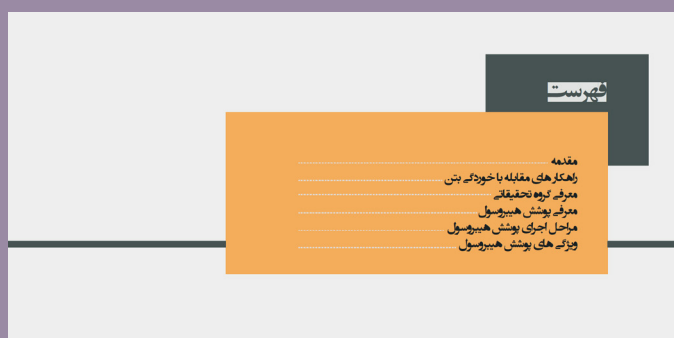 فهرست
مقدمه
راهکارهای مقابله با خوردگی بتن
معرفی گروه تحقیقاتی
معرفی پوشش هیبروسول
مراحل اجرای پوشش هیبروسول
ویژگی های پوشش هیبروسول